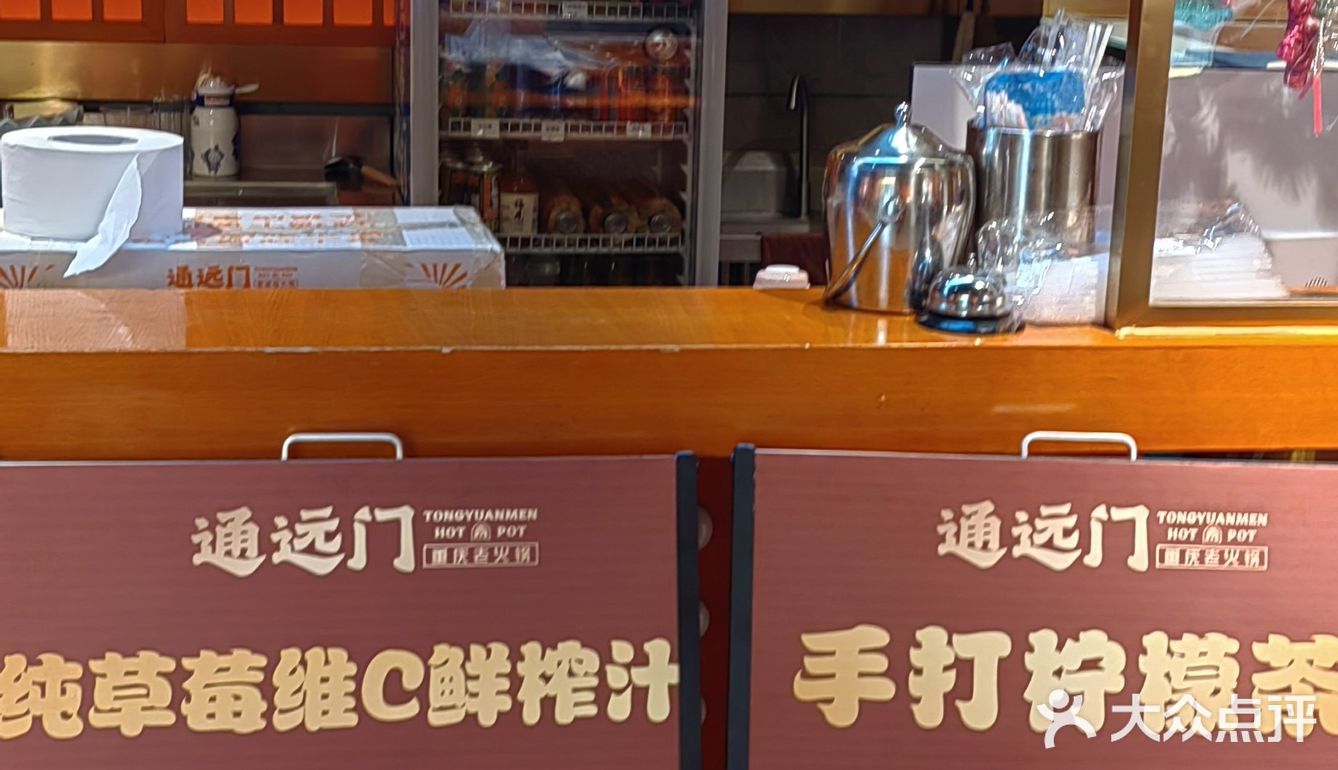 通远门
通远门
TONGYUANMEN
HOT POT
重庆老火锅
纯草莓维C鲜榨汁
通远门
TONGYUANMEN
HOT POT
重庆老火锅
手打柠檬茶
大众点评